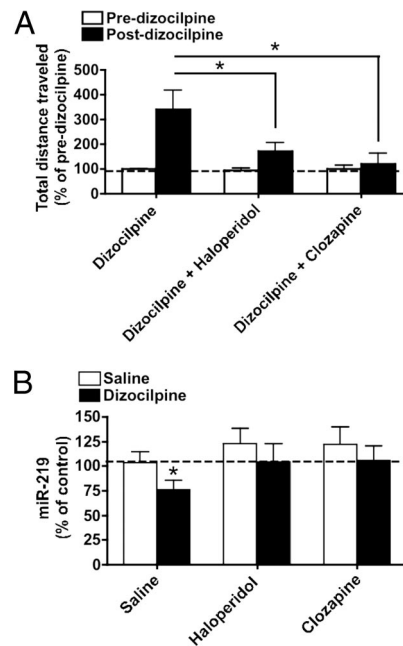 A
Pre-dizocilpine
Post-dizocilpine
*
*
Total distance traveled
(% of pre-dizocilpine)
500
400
300
200
100
0
Dizocilpine
Dizocilpine + Haloperidol
Dizocilpine + Clozapine
B
Saline
Dizocilpine
miR-219
(% of control)
150
125
100
75
50
25
0
*
Saline
Haloperidol
Clozapine